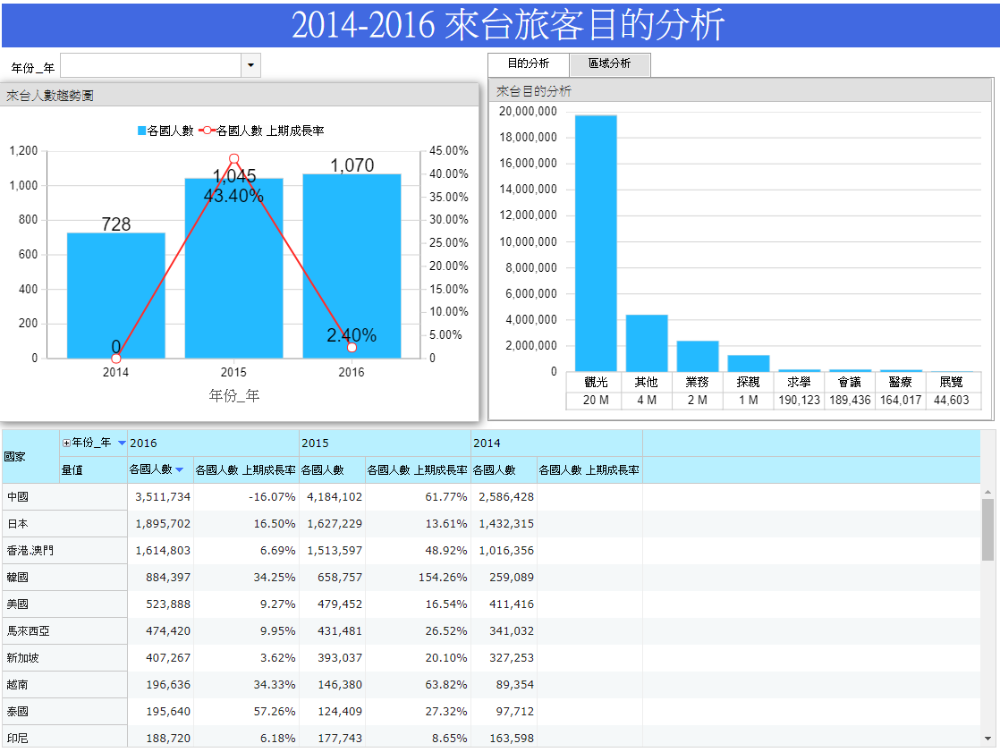 2014-2016 來台旅客目的分析
年份_年
目的分析 區域分析
來台人數趨勢圖
各國人數 各國人數 上期成長率
1,200 45.00%
40.00%
1,000 35.00%
800 30.00%
25.00%
600 20.00%
400 15.00%
10.00%
200 5.00%
0 0
728 1,045 1,070
0 43.40% 2.40%
2014 2015 2016
年份_年
來台目的分析
20,000,000
18,000,000
16,000,000
14,000,000
12,000,000
10,000,000
8,000,000
6,000,000
4,000,000
2,000,000
0
觀光 其他 業務 探親 求學 會議 醫療 展覽
20 M 4 M 2 M 1 M 190,123 189,436 164,017 44,603
國家 年份_年 2016 2015 2014
量值 各國人數 各國人數 上期成長率 各國人數 各國人數 上期成長率 各國人數 各國人數 上期成長率
中國 3,511,734 -16.07% 4,184,102 61.77% 2,586,428
日本 1,895,702 16.50% 1,627,229 13.61% 1,432,315
香港.澳門 1,614,803 6.69% 1,513,597 48.92% 1,016,356
韓國 884,397 34.25% 658,757 154.26% 259,089
美國 523,888 9.27% 479,452 16.54% 411,416
馬來西亞 474,420 9.95% 431,481 26.52% 341,032
新加坡 407,267 3.62% 393,037 20.10% 327,253
越南 196,636 34.33% 146,380 63.82% 89,354
泰國 195,640 57.26% 124,409 27.32% 97,712
印尼 188,720 6.18% 177,743 8.65% 163,598